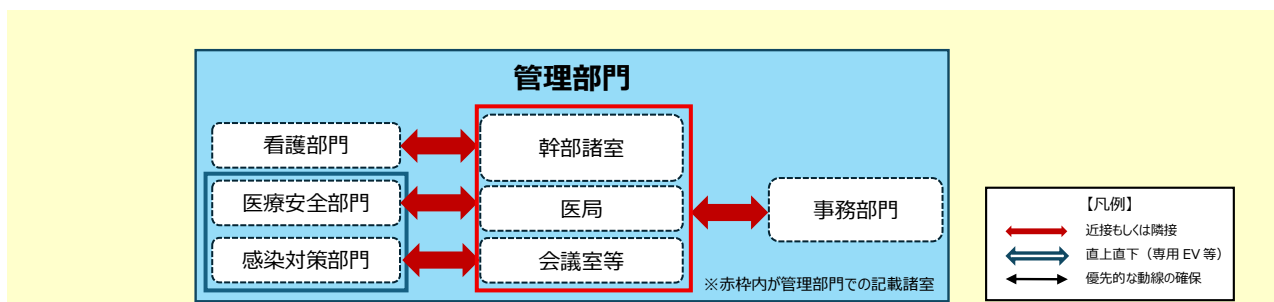 管理部門
看護部門
幹部諸室
医療安全部門
医局
事務部門
感染対策部門
会議室等
※赤枠内が管理部門での記載諸室
【凡例】
近接もしくは隣接
直上直下（専用 EV 等）
優先的な動線の確保